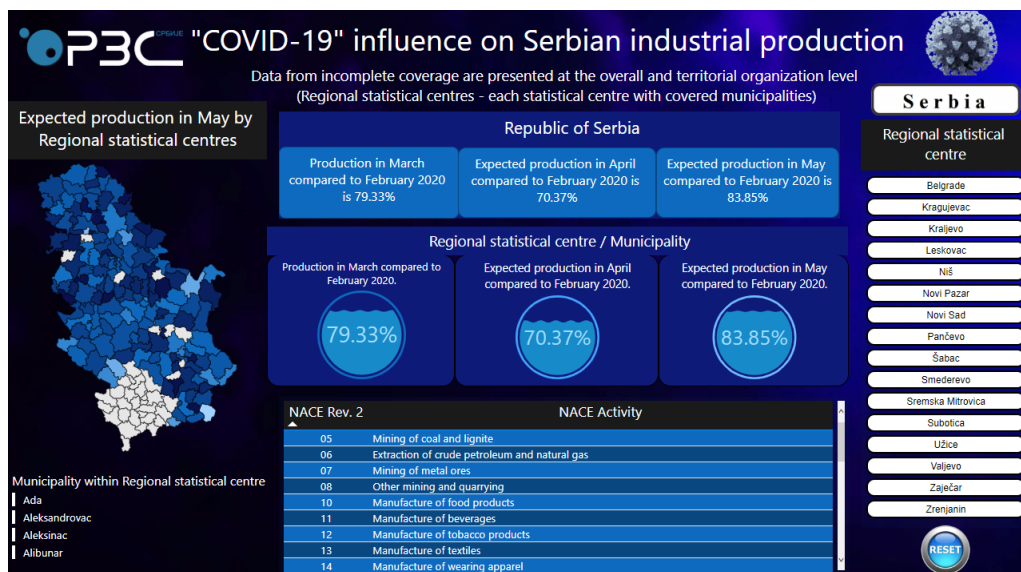 РЗС СРБИЈЕ
"COVID-19" influence on Serbian industrial production
Data from incomplete coverage are presented at the overall and territorial organization level
(Regional statistical centres - each statistical centre with covered municipalities)
Expected production in May by
Regional statistical centres
Municipality within Regional statistical centre
Ada
Aleksandrovac
Aleksinac
Alibunar
Republic of Serbia
Production in March
compared to February 2020
is 79.33%
Expected production in April
compared to February 2020 is
70.37%
Expected production in May
compared to February 2020 is
83.85%
Regional statistical centre / Municipality
Production in March compared to
February 2020.
79.33%
Expected production in April
compared to February 2020.
70.37%
Expected production in May
compared to February 2020.
83.85%
NACE Rev. 2 NACE Activity
05 Mining of coal and lignite
06 Extraction of crude petroleum and natural gas
07 Mining of metal ores
08 Other mining and quarrying
10 Manufacture of food products
11 Manufacture of beverages
12 Manufacture of tobacco products
13 Manufacture of textiles
14 Manufacture of wearing apparel
Serbia
Regional statistical
centre
Belgrade
Kragujevac
Kraljevo
Leskovac
Niš
Novi Pazar
Novi Sad
Pančevo
Šabac
Smederevo
Sremska Mitrovica
Subotica
Užice
Valjevo
Zaječar
Zrenjanin
RESET